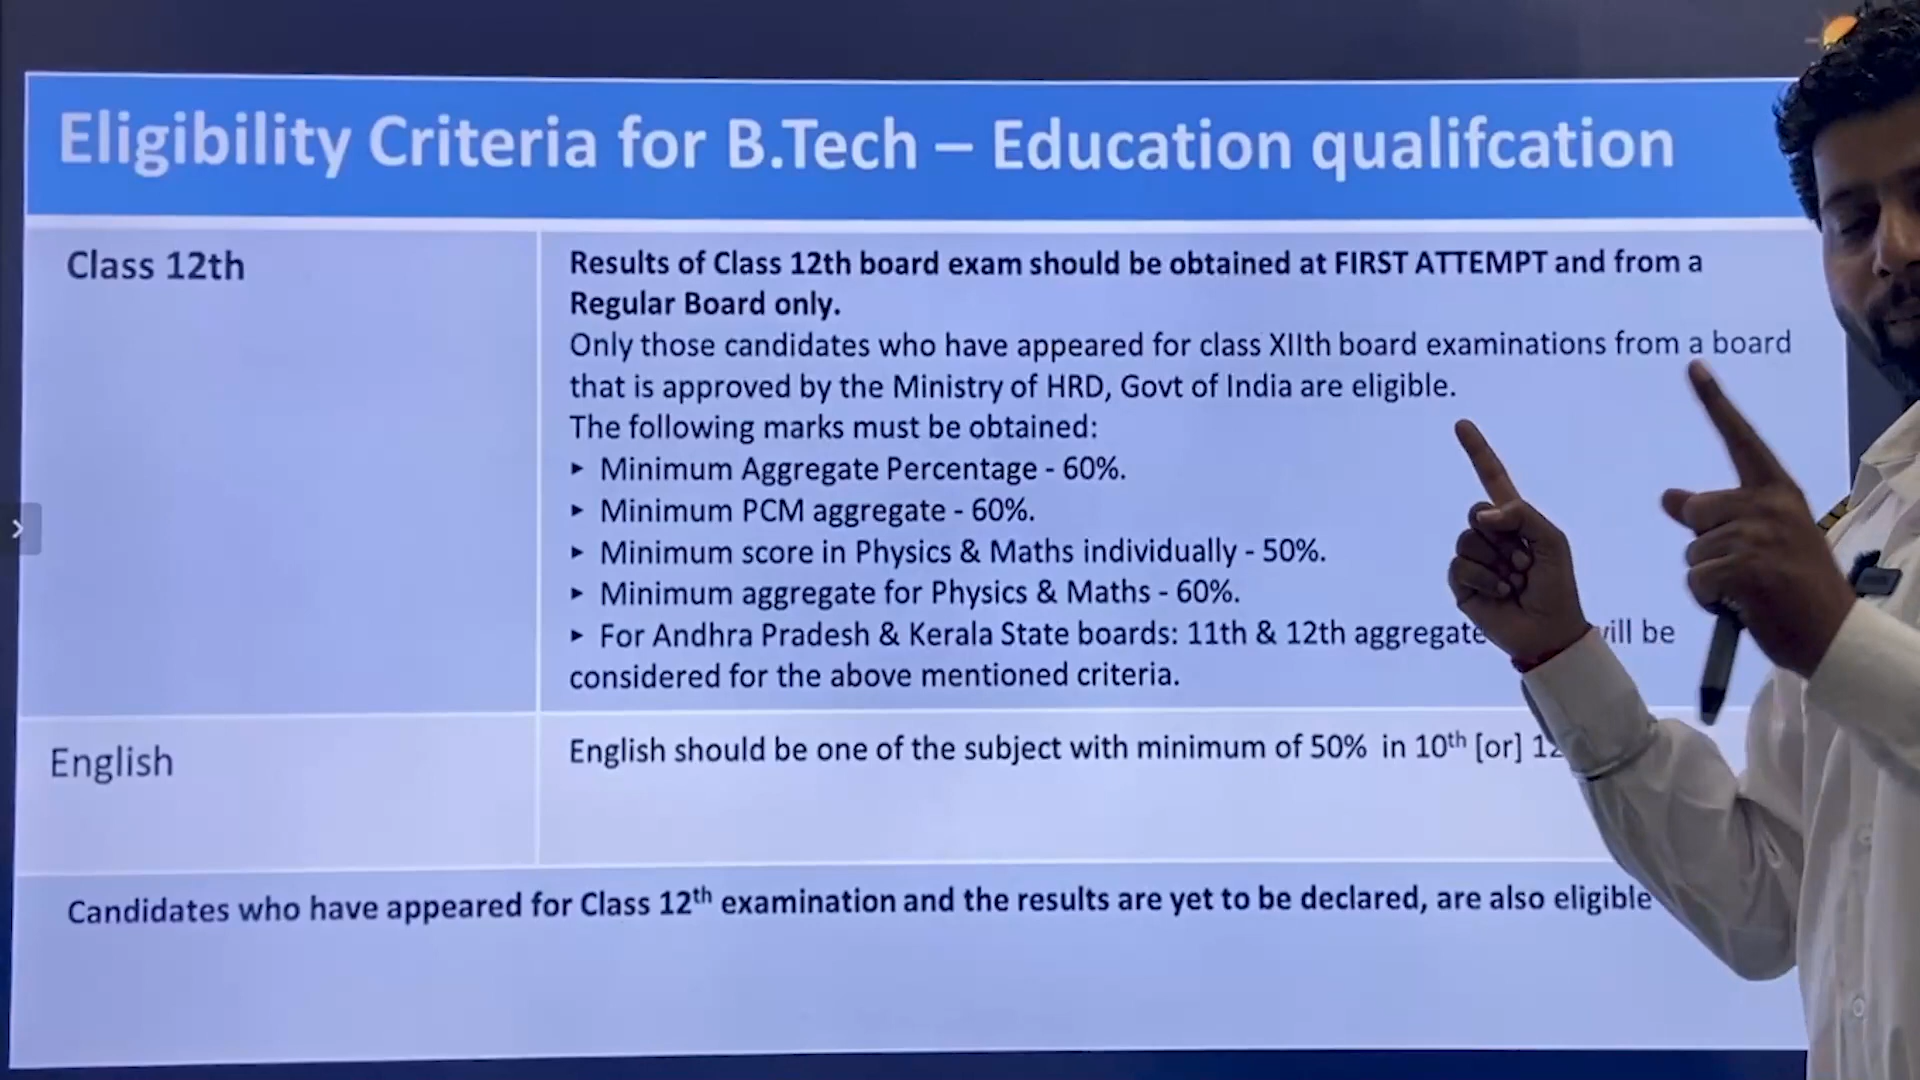 Eligibility Criteria for B.Tech – Education qualifcation
Class 12th
Results of Class 12th board exam should be obtained at FIRST ATTEMPT and from a
Regular Board only.
Only those candidates who have appeared for class XIIth board examinations from a board
that is approved by the Ministry of HRD, Govt of India are eligible.
The following marks must be obtained:
▸ Minimum Aggregate Percentage - 60%.
▸ Minimum PCM aggregate - 60%.
▸ Minimum score in Physics & Maths individually - 50%.
▸ Minimum aggregate for Physics & Maths - 60%.
▸ For Andhra Pradesh & Kerala State boards: 11th & 12th aggregate will be
considered for the above mentioned criteria.
English
English should be one of the subject with minimum of 50% in 10th [or]
Candidates who have appeared for Class 12th examination and the results are yet to be declared, are also eligible